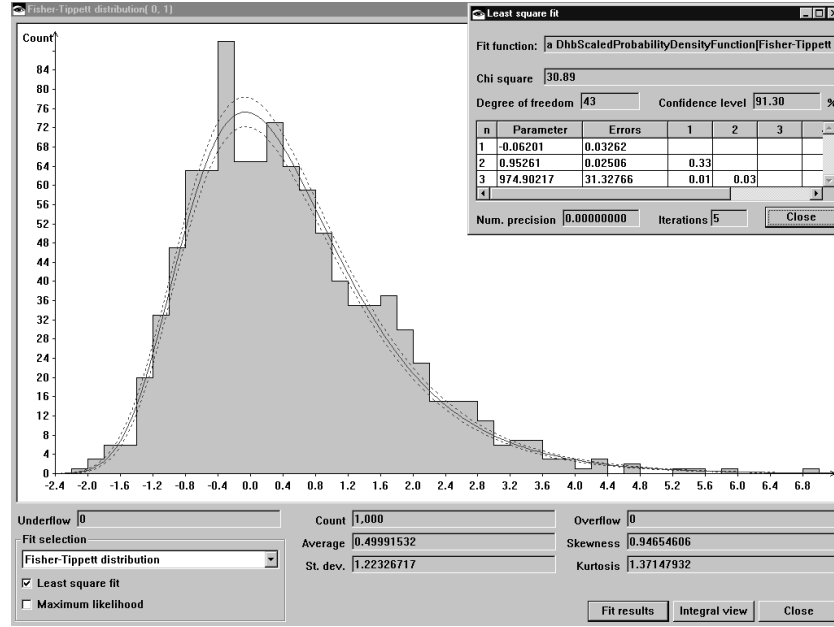 Fisher-Tippett distribution( 0, 1)
Count
84
80
76
72
68
64
60
56
52
48
44
40
36
32
28
24
20
16
12
8
4
0
-2.4 -2.0 -1.6 -1.2 -0.8 -0.4 0.0 0.4 0.8 1.2 1.6 2.0 2.4 2.8 3.2 3.6 4.0 4.4 4.8 5.2 5.6 6.0 6.4 6.8
Least square fit
Fit function: a DhbScaledProbabilityDensityFunction[Fisher-Tippett
Chi square 30.89
Degree of freedom 43 Confidence level 91.30 %
n Parameter Errors 1 2 3
1 -0.06201 0.03262
2 0.95261 0.02506 0.33
3 974.90217 31.32766 0.01 0.03
Num. precision 0.00000000 Iterations 5 Close
Underflow 0 Count 1,000 Overflow 0
Fit selection Average 0.49991532 Skewness 0.94654606
Fisher-Tippett distribution St. dev. 1.22326717 Kurtosis 1.37147932
Least square fit
Maximum likelihood
Fit results Integral view Close